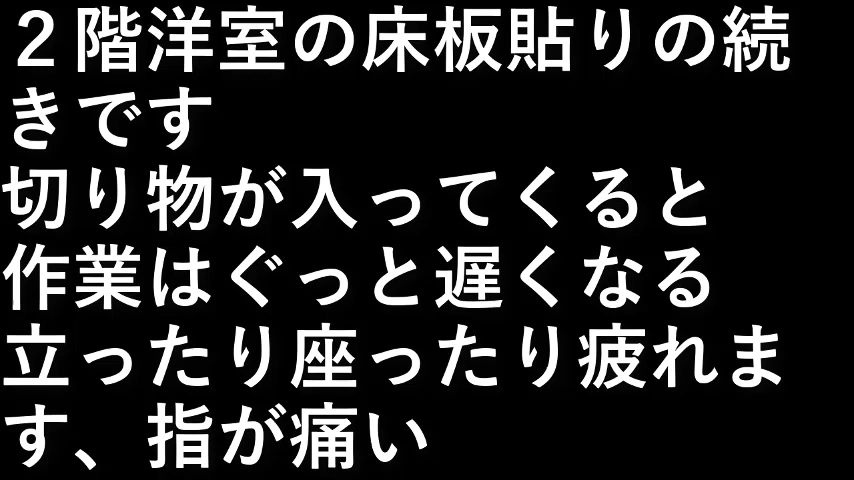 ２階洋室の床板貼りの続
きです
切り物が入ってくると
作業はぐっと遅くなる
立ったり座ったり疲れま
す、指が痛い